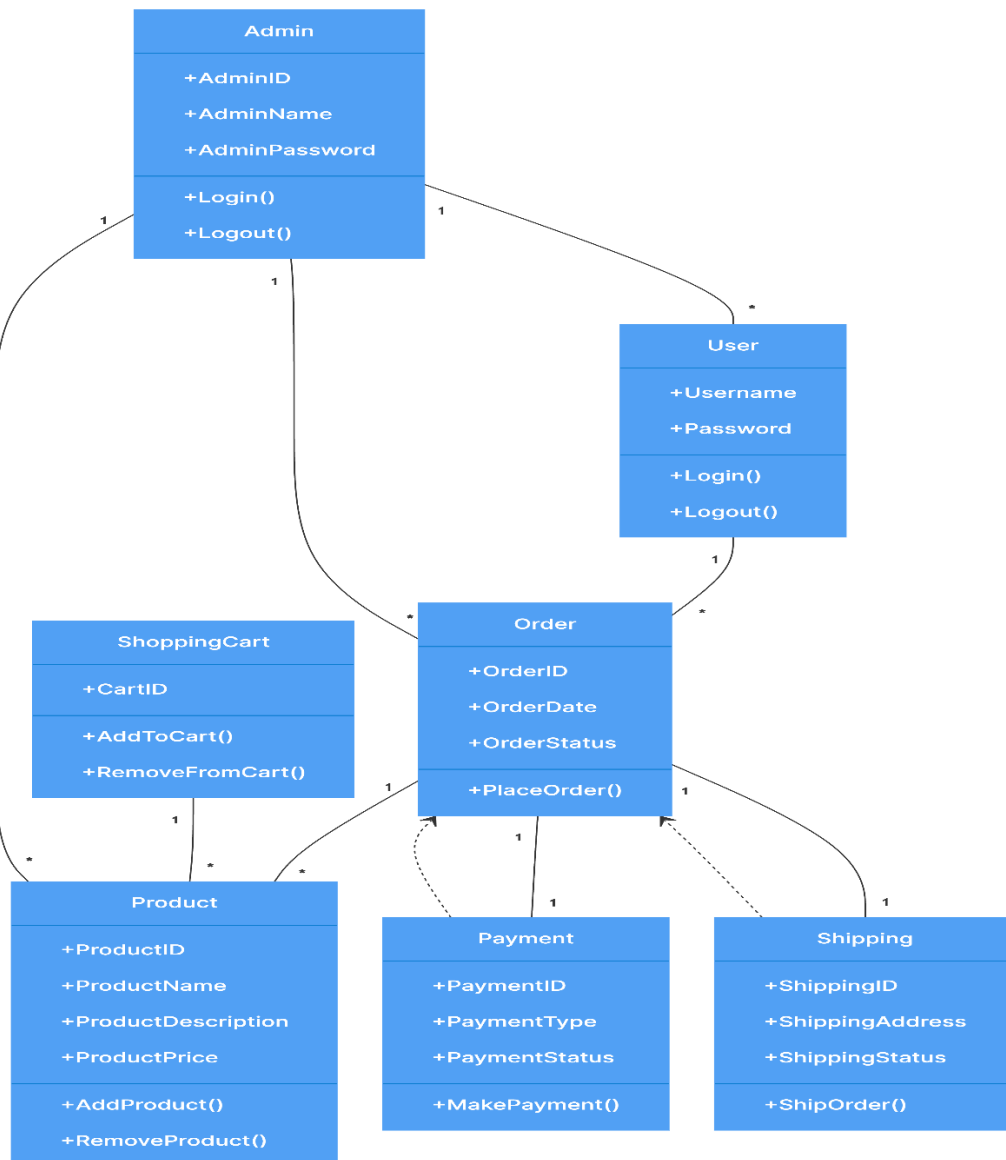 Admin
+AdminID
+AdminName
+AdminPassword
+Login()
+Logout()
1
1
1
*
User
+Username
+Password
+Login()
+Logout()
1
*
*
Order
+OrderID
+OrderDate
+OrderStatus
+PlaceOrder()
ShoppingCart
+CartID
+AddToCart()
+RemoveFromCart()
1
1
1
1
*
*
*
1
1
Product
+ProductID
+ProductName
+ProductDescription
+ProductPrice
+AddProduct()
+RemoveProduct()
Payment
+PaymentID
+PaymentType
+PaymentStatus
+MakePayment()
Shipping
+ShippingID
+ShippingAddress
+ShippingStatus
+ShipOrder()